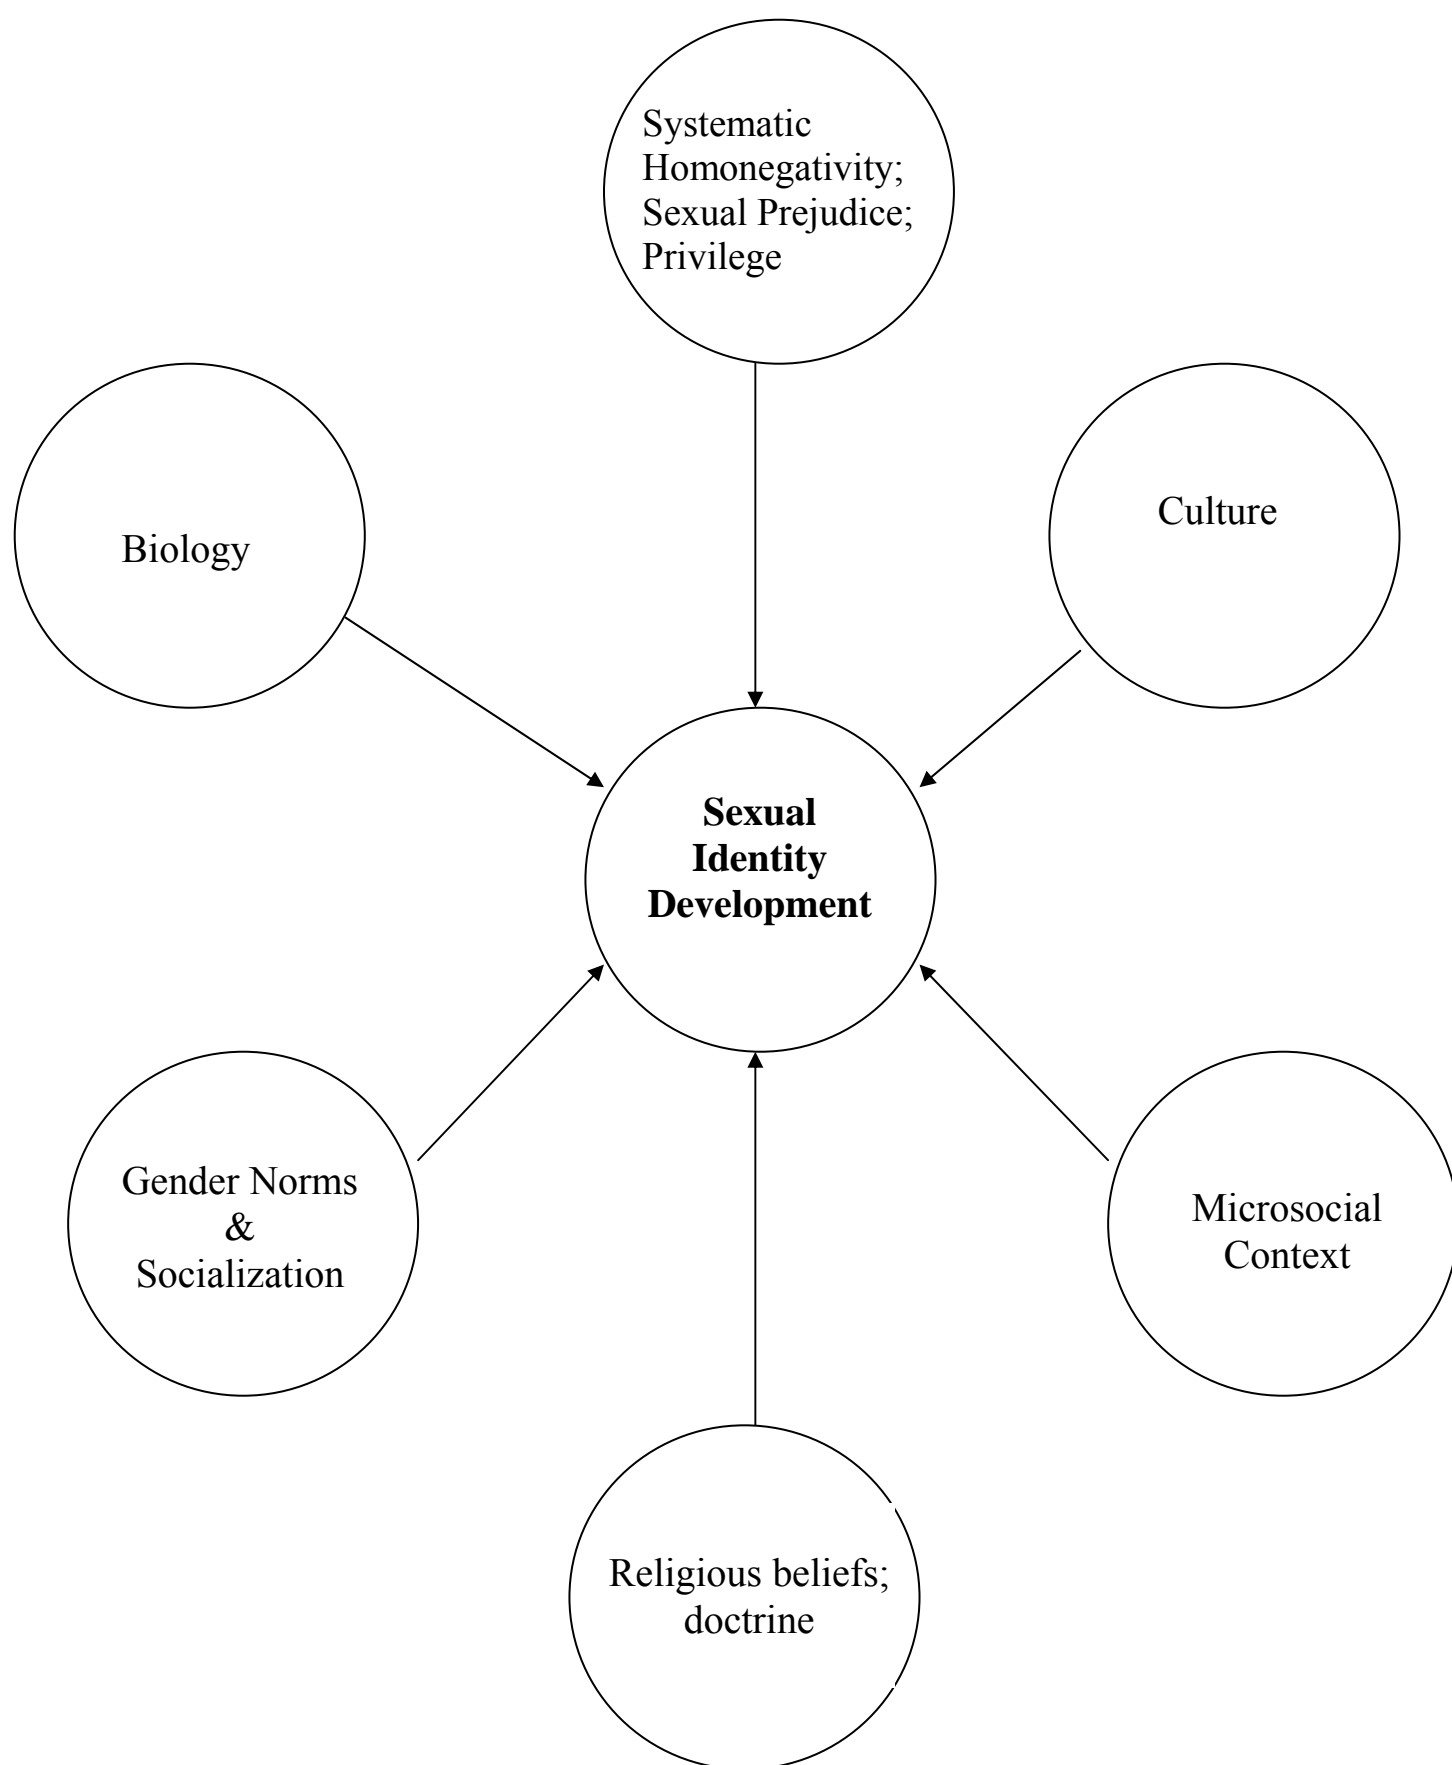 Systematic
Homonegativity;
Sexual Prejudice;
Privilege
Biology
Culture
Sexual
Identity
Development
Gender Norms
&
Socialization
Microsocial
Context
Religious beliefs;
doctrine